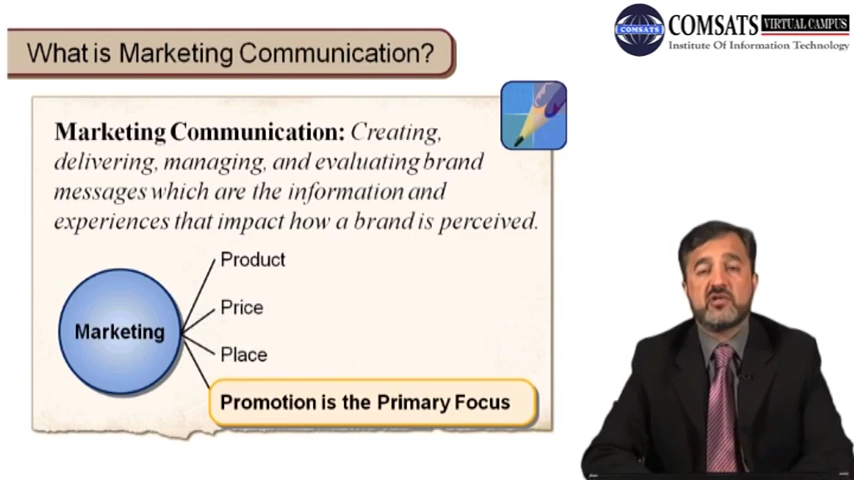 What is Marketing Communication?
COMSATS
COMSATS VIRTUAL CAMPUS
Institute Of Information Technology
Marketing Communication: Creating,
delivering, managing, and evaluating brand
messages which are the information and
experiences that impact how a brand is perceived.
Marketing
Product
Price
Place
Promotion is the Primary Focus